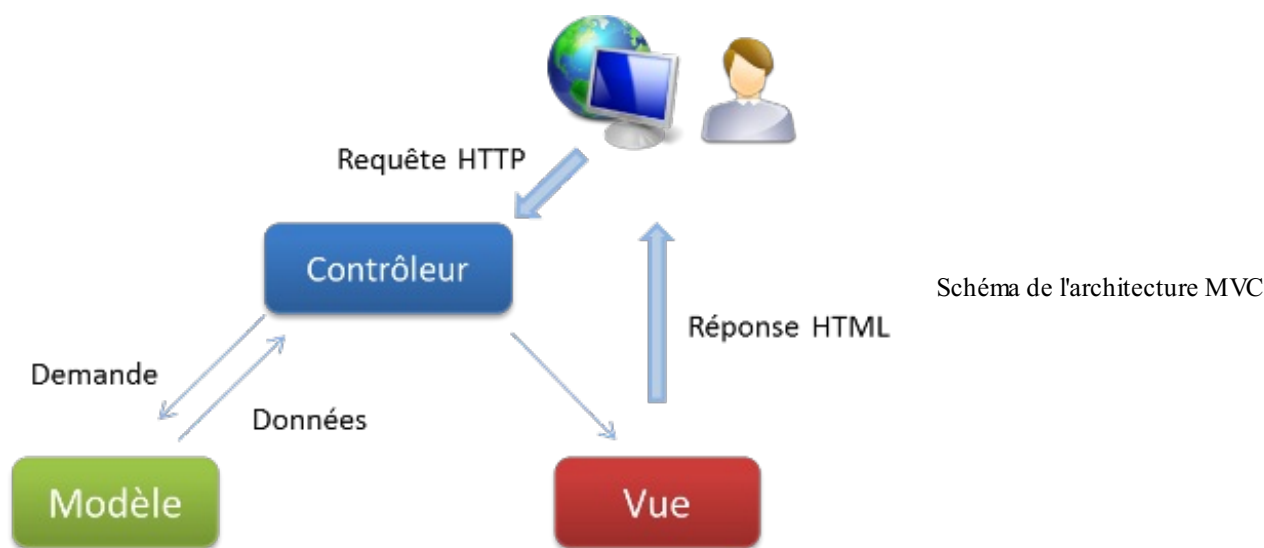 Requête HTTP
Contrôleur
Schéma de l'architecture MVC
Réponse HTML
Demande
Données
Modèle
Vue